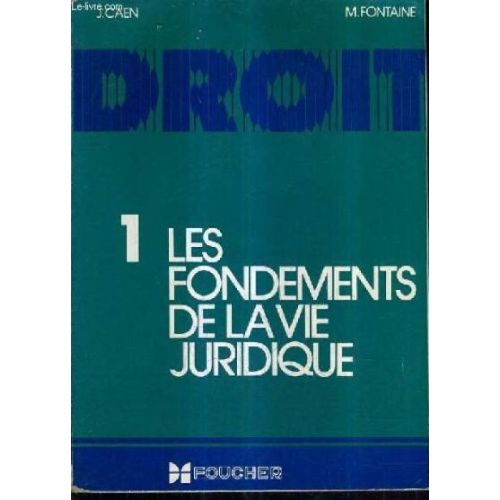 Le-livre.com
J.CAEN M.FONTAINE
DROIT
1 LES
FONDEMENTS
DE LA VIE
JURIDIQUE
FOUCHER